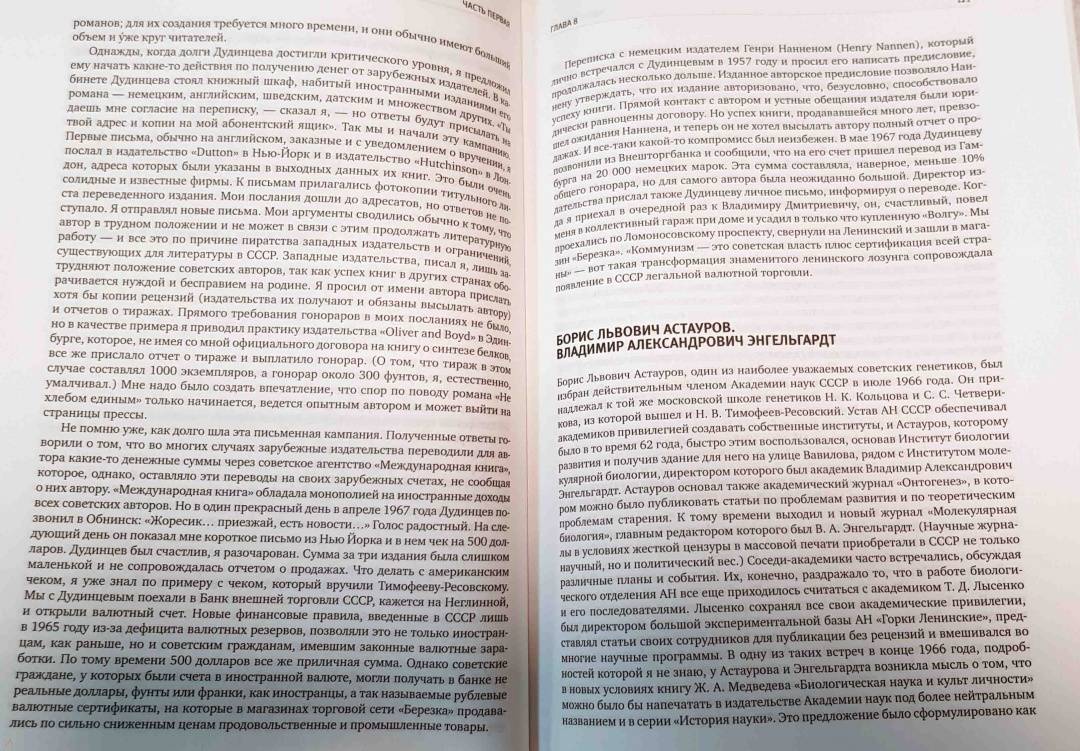 ЧАСТЬ ПЕРВАЯ
романов; для их создания требуется много времени, и они обычно имеют больший
объем и у́же круг читателей.
Однажды, когда долги Дудинцева достигли критического уровня, я предложил
ему начать какие-то действия по получению денег от зарубежных издателей. В ка-
бинете Дудинцева стоял книжный шкаф, набитый иностранными изданиями его
романа — немецким, английским, шведским, датским и множеством других. «Ты
даешь мне согласие на переписку, — сказал я, — но ответы будут присылать на
твой адрес и копии на мой абонентский ящик». Так мы и начали эту кампанию.
Первые письма, обычно на английском, заказные и с уведомлением о вручении, я
послал в издательство «Dutton» в Нью-Йорк и в издательство «Hutchinson» в Лон-
дон, адреса которых были указаны в выходных данных их книг. Это были очень
солидные и известные фирмы. К письмам прилагались фотокопии титульного ли-
ста переведенного издания. Мои послания дошли до адресатов, но ответов не по-
ступало. Я отправлял новые письма. Мои аргументы сводились обычно к тому, что
автор в трудном положении и не может в связи с этим продолжать литературную
работу — и все это по причине пиратства западных издательств и ограничений,
существующих для литературы в СССР. Западные издательства, писал я, лишь за-
трудняют положение советских авторов, так как успех книг в других странах обо-
рачивается нуждой и бесправием на родине. Я просил от имени автора прислать
хотя бы копии рецензий (издательства их получают и обязаны высылать автору)
и отчетов о тиражах. Прямого требования гонораров в моих посланиях не было,
но в качестве примера я приводил практику издательства «Oliver and Boyd» в Эдин-
бурге, которое, не имея со мной официального договора на книгу о синтезе белков,
все же прислало отчет о тираже и выплатило гонорар. (О том, что тираж в этом
случае составлял 1000 экземпляров, а гонорар около 300 фунтов, я, естественно,
умалчивал.) Мне надо было создать впечатление, что спор по поводу романа «Не
хлебом единым» только начинается, ведется опытным автором и может выйти на
страницы прессы.
Не помню уже, как долго шла эта письменная кампания. Полученные ответы го-
ворили о том, что во многих случаях зарубежные издательства переводили для ав-
тора какие-то денежные суммы через советское агентство «Международная книга»,
которое, однако, оставляло эти переводы на своих зарубежных счетах, не сообщая
о них автору. «Международная книга» обладала монополией на иностранные доходы
всех советских авторов. Но в один прекрасный день в апреле 1967 года Дудинцев по-
звонил в Обнинск: «Жоресик… приезжай, есть новости…» Голос радостный. На сле-
дующий день он показал мне короткое письмо из Нью Йорка и в нем чек на 500 дол-
ларов. Дудинцев был счастлив, я разочарован. Сумма за три издания была слишком
маленькой и не сопровождалась отчетом о продажах. Что делать с американским
чеком, я уже знал по примеру с чеком, который вручили Тимофееву-Ресовскому.
Мы с Дудинцевым поехали в Банк внешней торговли СССР, кажется на Неглинной,
и открыли валютный счет. Новые финансовые правила, введенные в СССР лишь
в 1965 году из-за дефицита валютных резервов, позволяли это не только иностран-
цам, как раньше, но и советским гражданам, имевшим законные валютные зара-
ботки. По тому времени 500 долларов все же приличная сумма. Однако советские
граждане, у которых были счета в иностранной валюте, могли получать в банке не
реальные доллары, фунты или франки, как иностранцы, а так называемые рублевые
валютные сертификаты, на которые в магазинах торговой сети «Березка» продава-
лись по сильно сниженным ценам продовольственные и промышленные товары.
ГЛАВА 8
Переписка с немецким издателем Генри Нанненом (Henry Nannen), который
лично встречался с Дудинцевым в 1957 году и просил его написать предисловие,
продолжалась несколько дольше. Изданное авторское предисловие позволяло Нан-
нену утверждать, что их издание авторизовано, что, безусловно, способствовало
успеху книги. Прямой контакт с автором и устные обещания издателя были юри-
дически равноценны договору. Но успех книги, продававшейся много лет, превзо-
шел ожидания Наннена, и теперь он не хотел высылать автору полный отчет о про-
дажах. И все-таки какой-то компромисс был неизбежен. В мае 1967 года Дудинцеву
позвонили из Внешторгбанка и сообщили, что на его счет пришел перевод из Гам-
бурга на 20 000 немецких марок. Эта сумма составляла, наверное, меньше 10%
общего гонорара, но для самого автора была неожиданно большой. Директор из-
дательства прислал также Дудинцеву личное письмо, информируя о переводе. Ког-
да я приехал в очередной раз к Владимиру Дмитриевичу, он, счастливый, повел
меня в коллективный гараж при доме и усадил в только что купленную «Волгу». Мы
проехались по Ломоносовскому проспекту, свернули на Ленинский и зашли в мага-
зин «Березка». «Коммунизм — это советская власть плюс сертификация всей стра-
ны» — вот такая трансформация знаменитого ленинского лозунга сопровождала
появление в СССР легальной валютной торговли.
БОРИС ЛЬВОВИЧ АСТАУРОВ.
ВЛАДИМИР АЛЕКСАНДРОВИЧ ЭНГЕЛЬГАРДТ
Борис Львович Астауров, один из наиболее уважаемых советских генетиков, был
избран действительным членом Академии наук СССР в июле 1966 года. Он при-
надлежал к той же московской школе генетиков Н. К. Кольцова и С. С. Четвери-
кова, из которой вышел и Н. В. Тимофеев-Ресовский. Устав АН СССР обеспечивал
академиков привилегией создавать собственные институты, и Астауров, которому
было в то время 62 года, быстро этим воспользовался, основав Институт биологии
развития и получив здание для него на улице Вавилова, рядом с Институтом моле-
кулярной биологии, директором которого был академик Владимир Александрович
Энгельгардт. Астауров основал также академический журнал «Онтогенез», в кото-
ром можно было публиковать статьи по проблемам развития и по теоретическим
проблемам старения. К тому времени выходил и новый журнал «Молекулярная
биология», главным редактором которого был В. А. Энгельгардт. (Научные журна-
лы в условиях жесткой цензуры в массовой печати приобретали в СССР не только
научный, но и политический вес.) Соседи-академики часто встречались, обсуждая
различные планы и события. Их, конечно, раздражало то, что в работе биологи-
ческого отделения АН все еще приходилось считаться с академиком Т. Д. Лысенко
и его последователями. Лысенко сохранял все свои академические привилегии,
был директором большой экспериментальной базы АН «Горки Ленинские», пред-
ставлял статьи своих сотрудников для публикации без рецензий и вмешивался во
многие научные программы. В одну из таких встреч в конце 1966 года, подроб-
ностей которой я не знаю, у Астаурова и Энгельгардта возникла мысль о том, что
в новых условиях книгу Ж. А. Медведева «Биологическая наука и культ личности»
можно было бы напечатать в издательстве Академии наук под более нейтральным
названием и в серии «История науки». Это предложение было сформулировано как